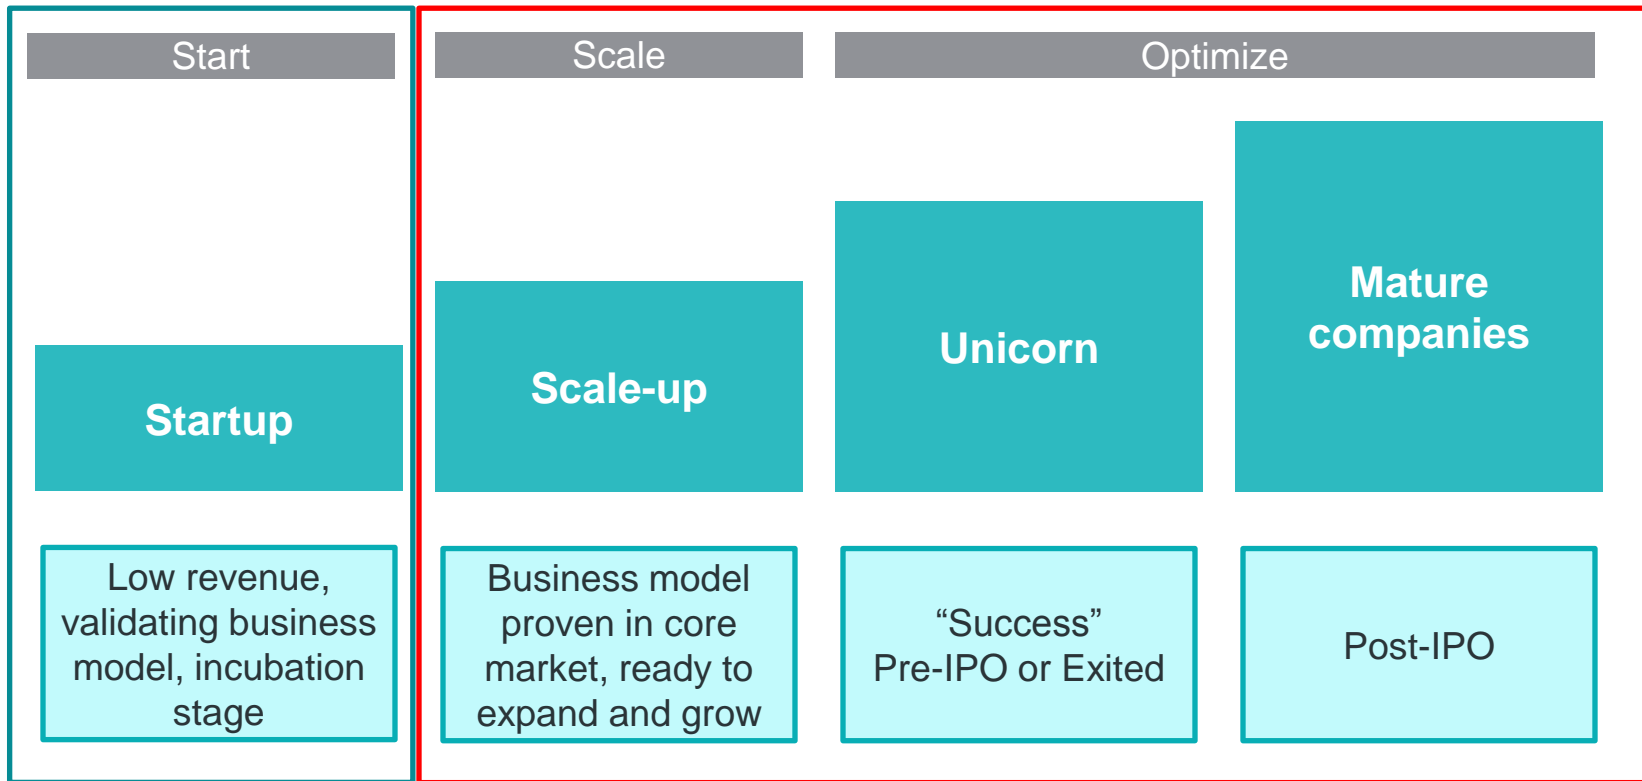 Start
Scale
Optimize
Startup
Scale-up
Unicorn
Mature
companies
Low revenue,
validating business
model, incubation
stage
Business model
proven in core
market, ready to
expand and grow
“Success”
Pre-IPO or Exited
Post-IPO